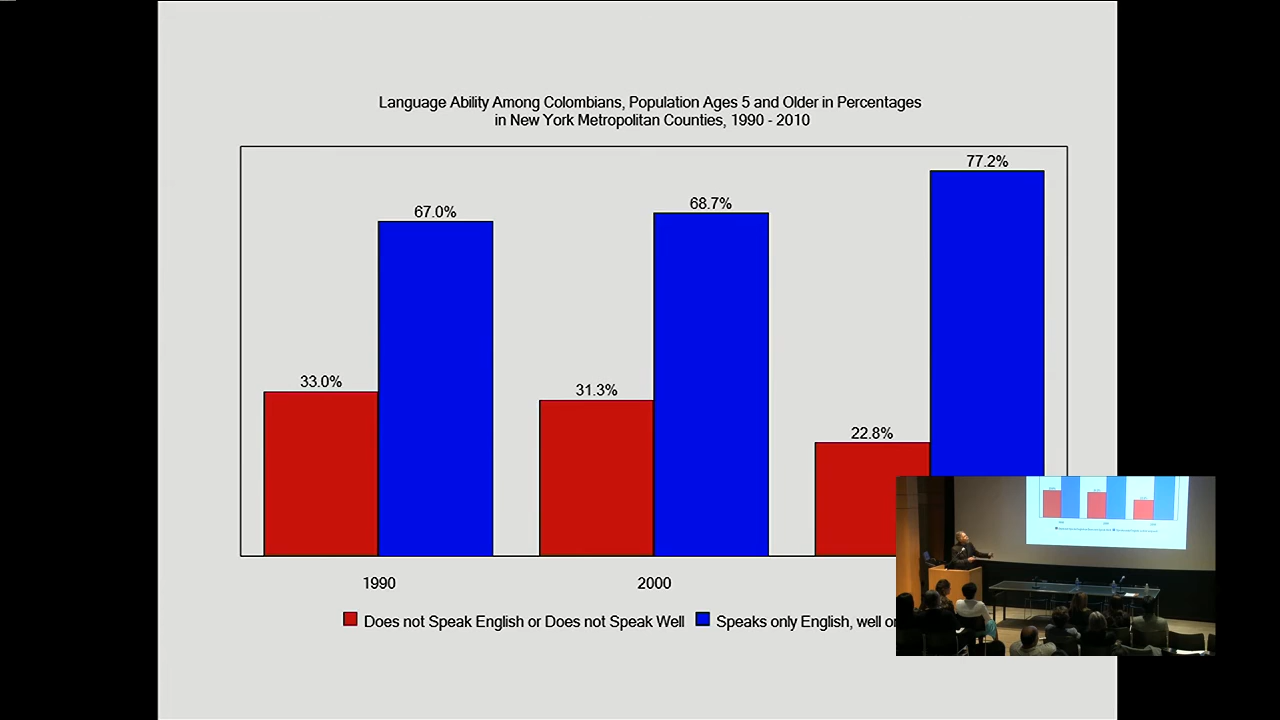 Language Ability Among Colombians, Population Ages 5 and Older in Percentages
in New York Metropolitan Counties, 1990 - 2010
77.2%
67.0%
68.7%
33.0%
31.3%
22.8%
1990 2000
Does not Speak English or Does not Speak Well Speaks only English, well